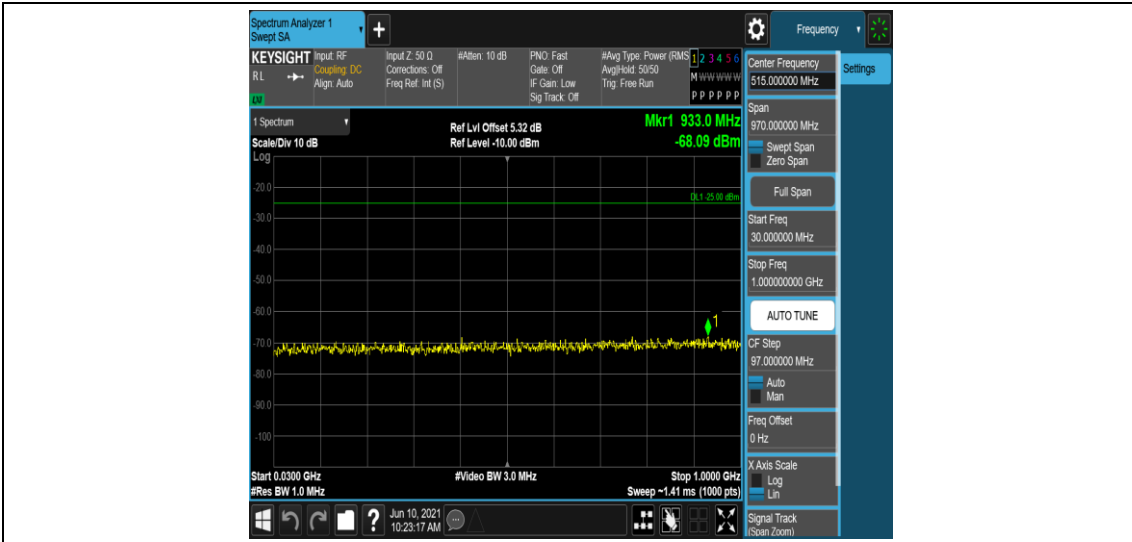 Spectrum Analyzer 1
Swept SA
+
Frequency
KEYSIGHT
RL
LXI
Input: RF
Coupling: DC
Align: Auto
Input Z: 50 Ω
Corrections: Off
Freq Ref: Int (S)
#Atten: 10 dB
PNO: Fast
Gate: Off
IF Gain: Low
Sig Track: Off
#Avg Type: Power (RMS
Avg|Hold: 50/50
Trig: Free Run
1 2 3 4 5 6
M W W W W W
P P P P P P
Center Frequency
515.000000 MHz
Settings
Span
970.000000 MHz
Swept Span
Zero Span
Full Span
Start Freq
30.000000 MHz
Stop Freq
1.000000000 GHz
AUTO TUNE
CF Step
97.000000 MHz
Auto
Man
Freq Offset
0 Hz
X Axis Scale
Log
Lin
Signal Track
(Span Zoom)
1 Spectrum
Scale/Div 10 dB
Log
Ref Lvl Offset 5.32 dB
Ref Level -10.00 dBm
Mkr1 933.0 MHz
-68.09 dBm
-20.0
DL1 -25.00 dBm
-30.0
-40.0
-50.0
-60.0
1
-70.0
-80.0
-90.0
-100
Start 0.0300 GHz
#Res BW 1.0 MHz
#Video BW 3.0 MHz
Stop 1.0000 GHz
Sweep ~1.41 ms (1000 pts)
?
Jun 10, 2021
10:23:17 AM